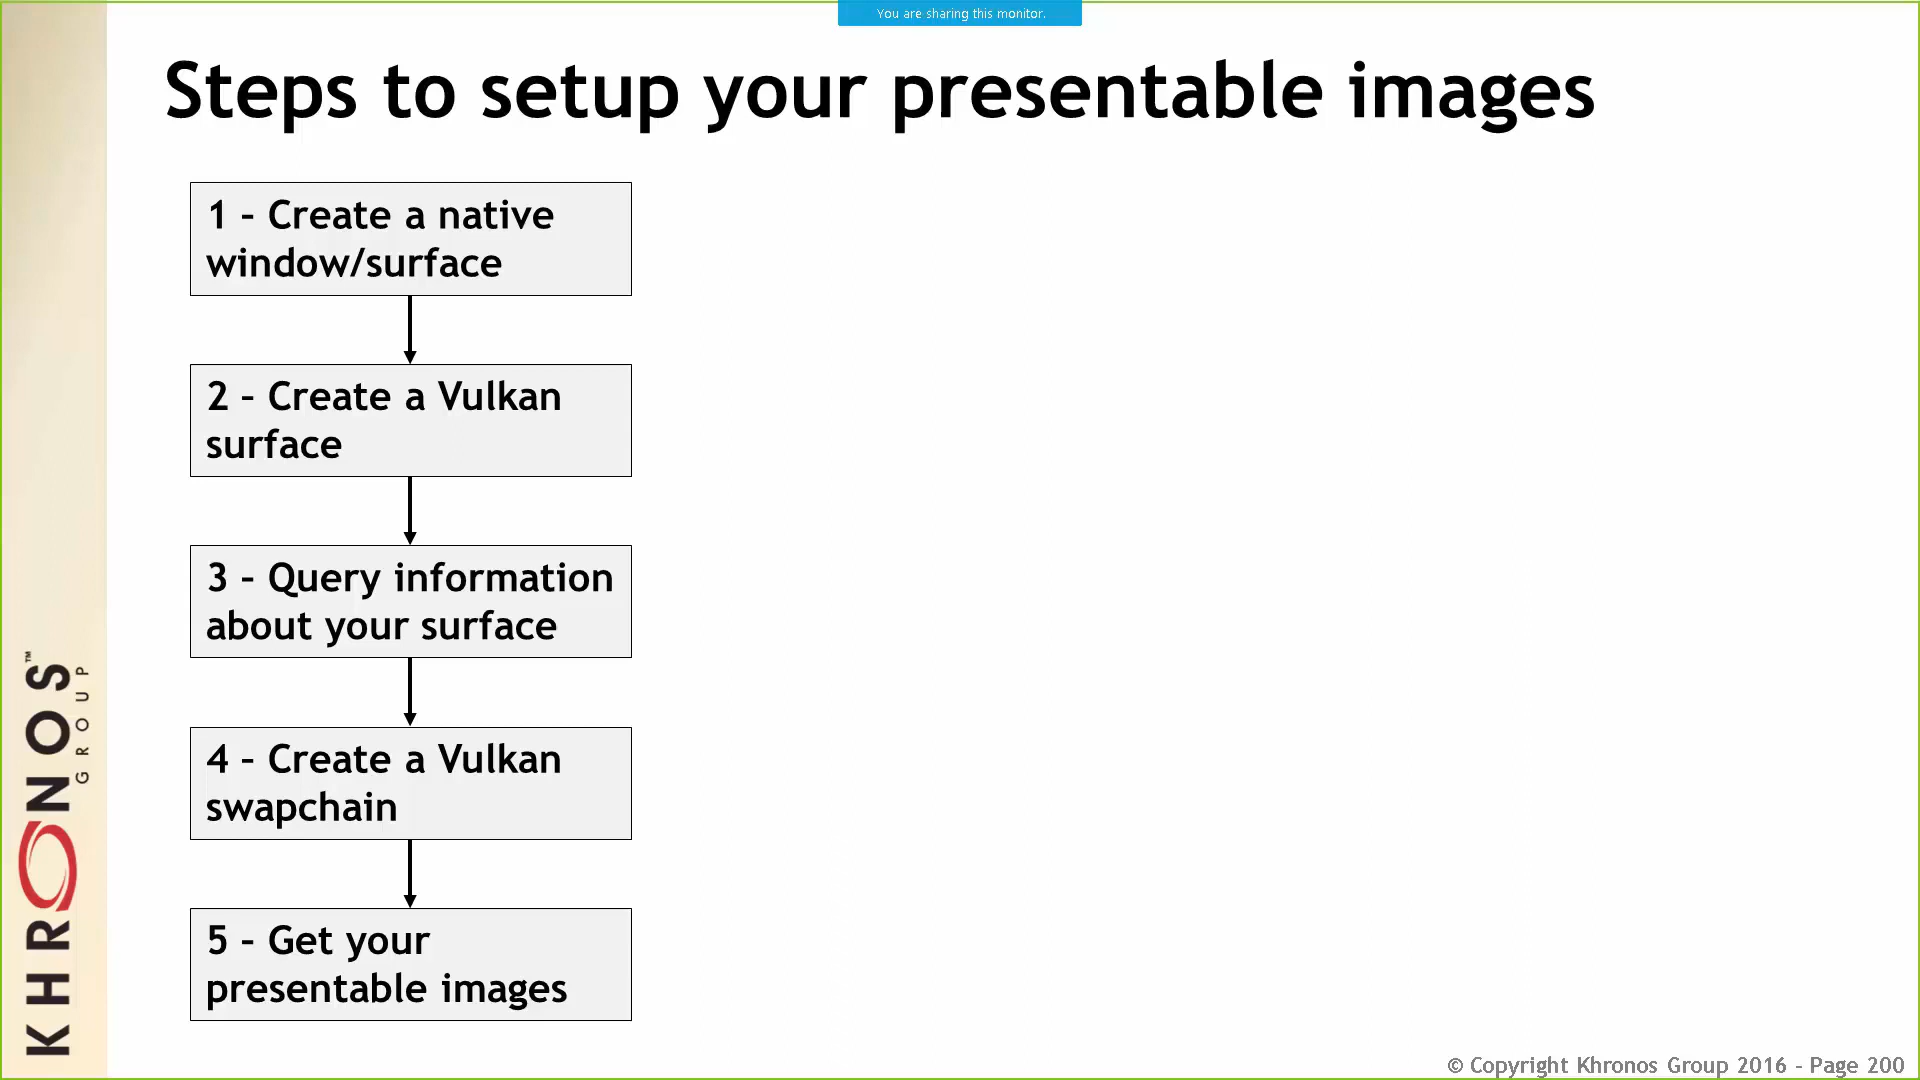 You are sharing this monitor.
Steps to setup your presentable images
1 – Create a native
window/surface
2 – Create a Vulkan
surface
3 – Query information
about your surface
4 – Create a Vulkan
swapchain
5 – Get your
presentable images
KHRONOS™
GROUP
© Copyright Khronos Group 2016 - Page 200